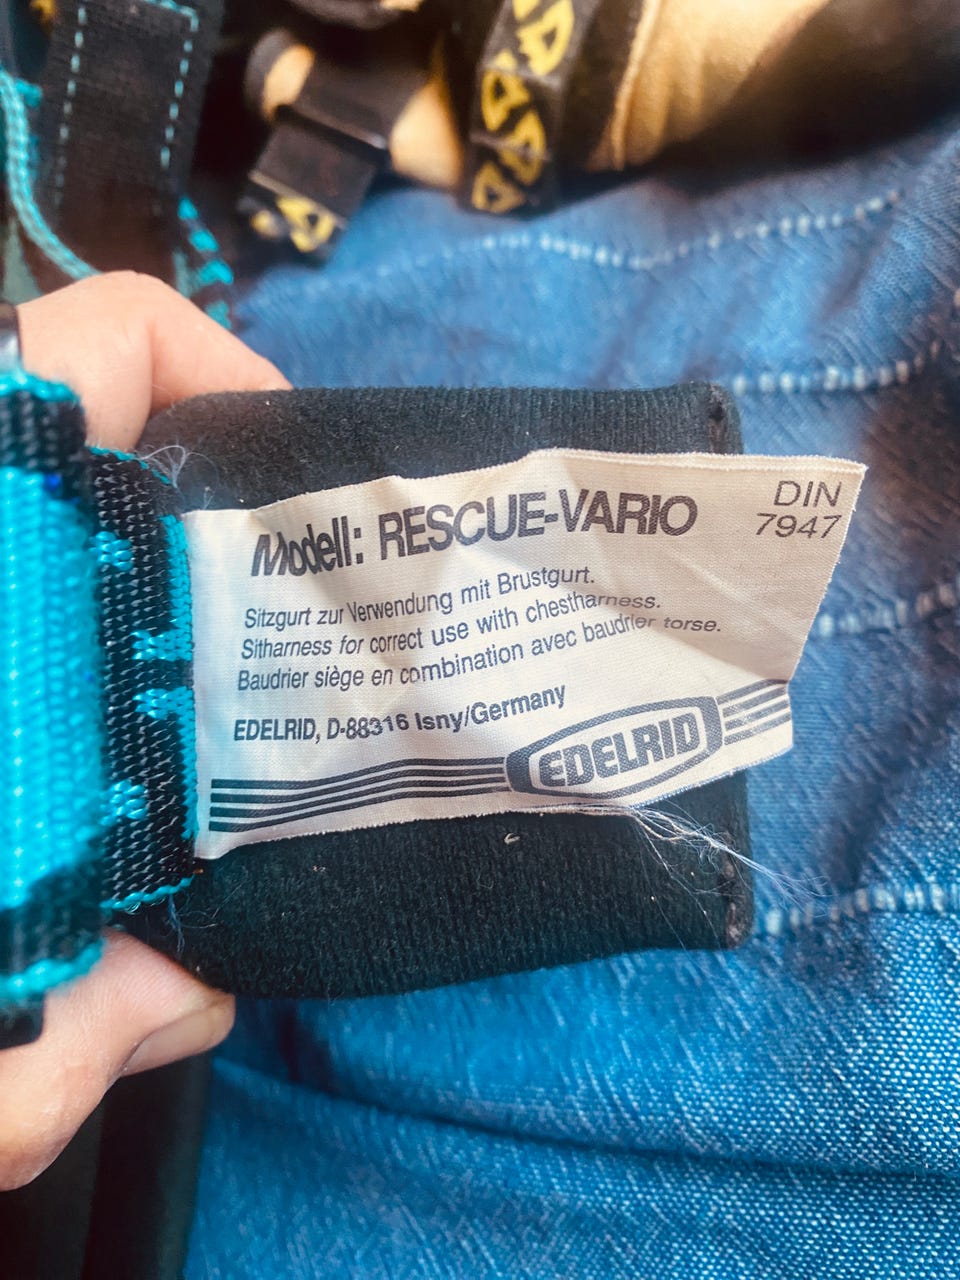 Modell: RESCUE-VARIO
DIN
7947
Sitzgurt zur Verwendung mit Brustgurt.
Sitharness for correct use with chestharness.
Baudrier siège en combination avec baudrier torse.
EDELRID, D-88316 Isny/Germany
EDELRID